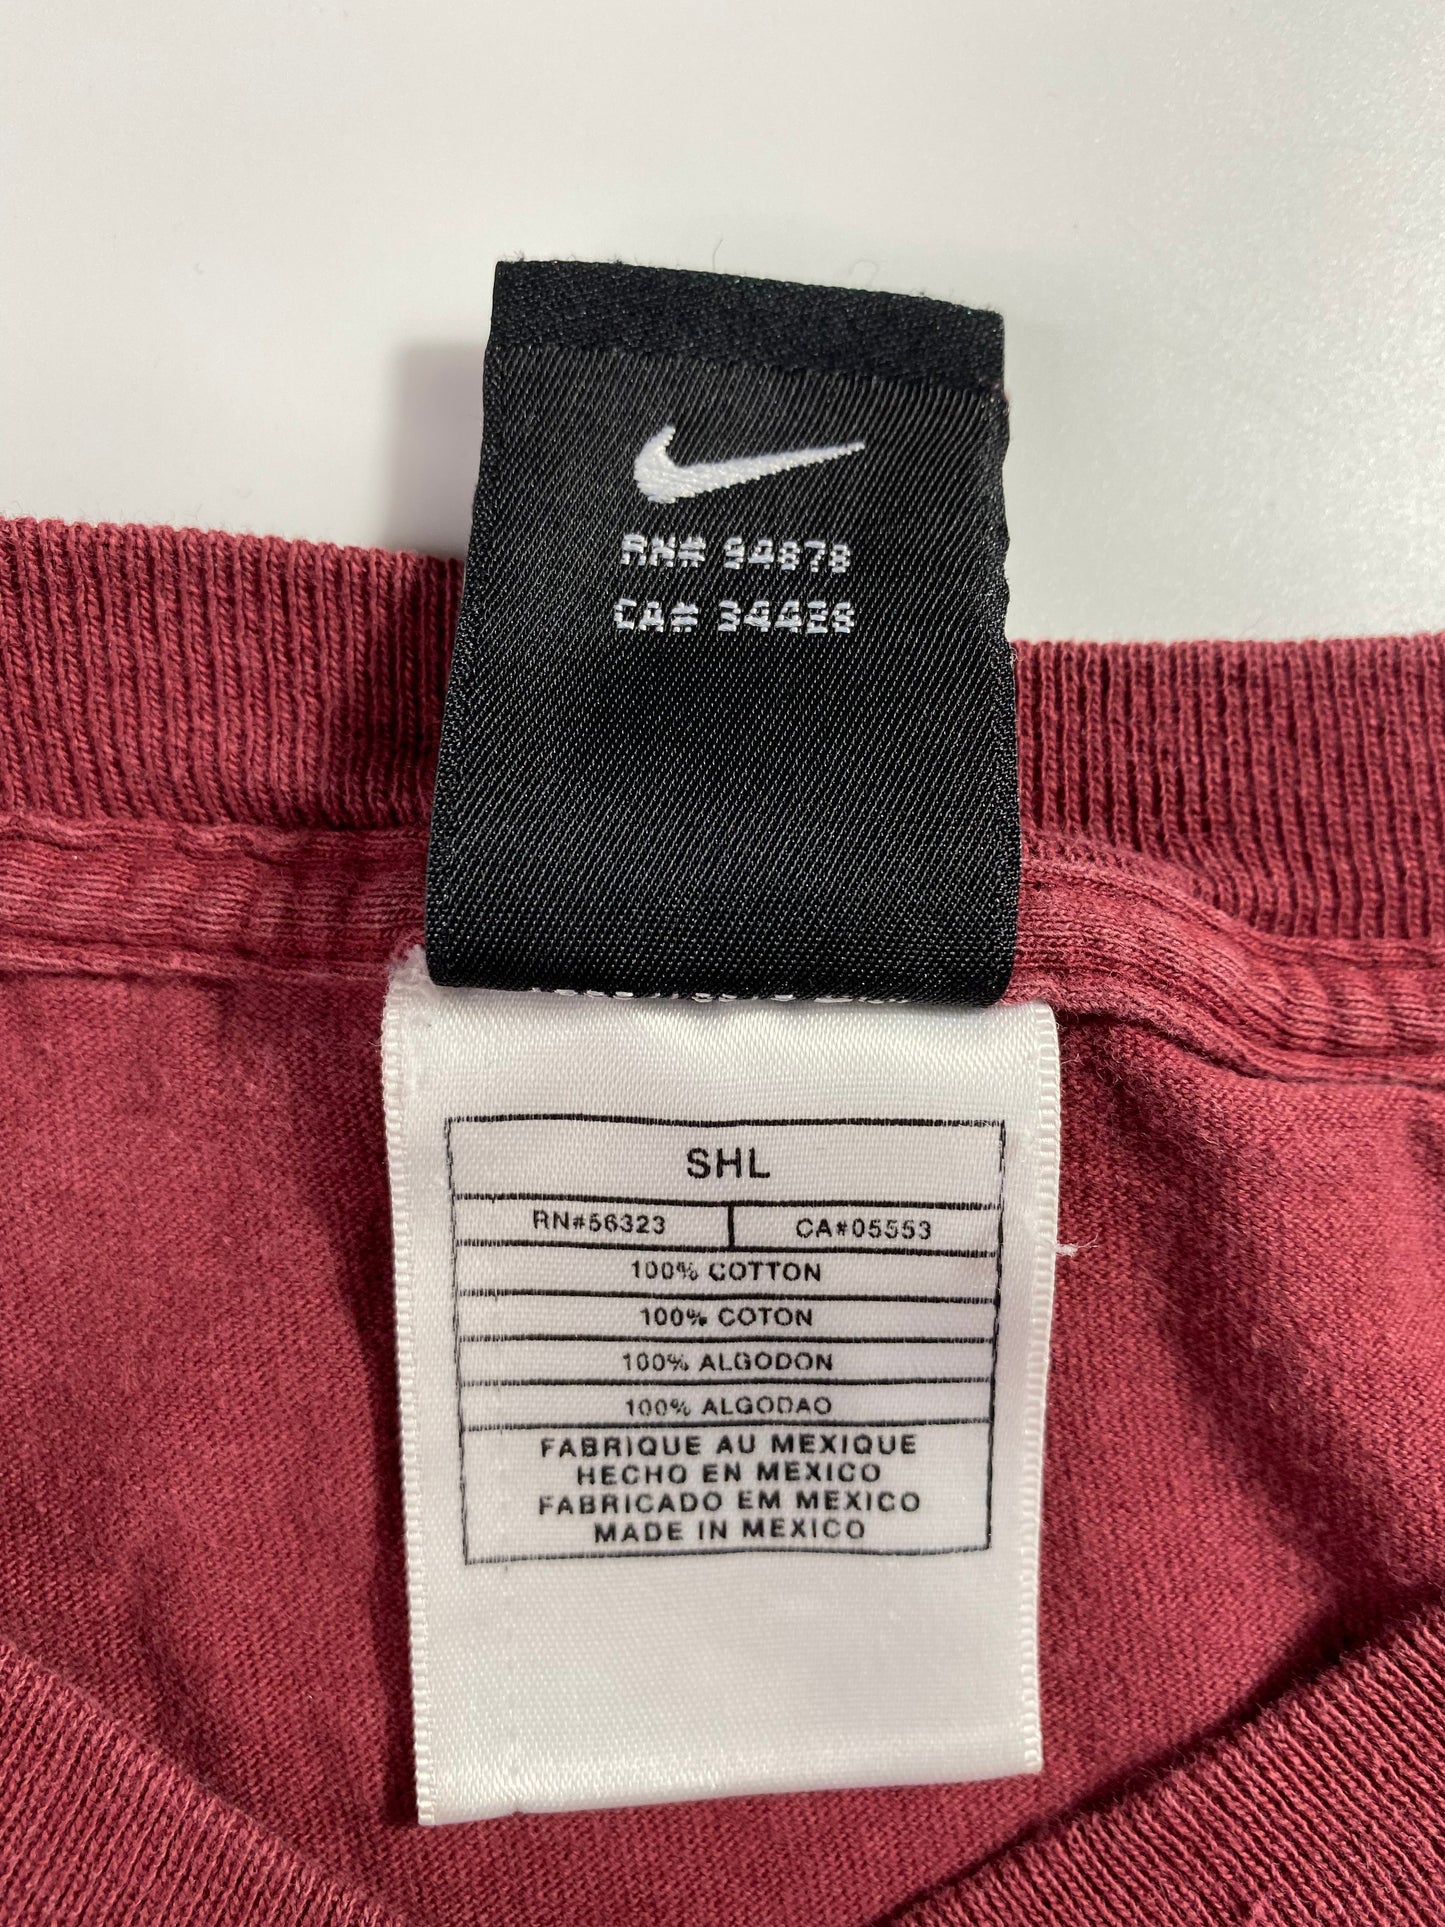 RN# 94878
CA# 34428
SHL
RN#56323 CA#05553
100% COTTON
100% COTON
100% ALGODON
100% ALGODAO
FABRIQUE AU MEXIQUE
HECHO EN MEXICO
FABRICADO EM MEXICO
MADE IN MEXICO